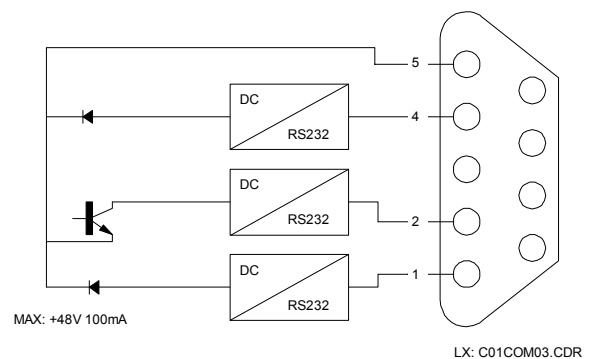 5
DC
RS232
4
DC
RS232
2
DC
RS232
1
MAX: +48V 100mA
LX: C01COM03.CDR